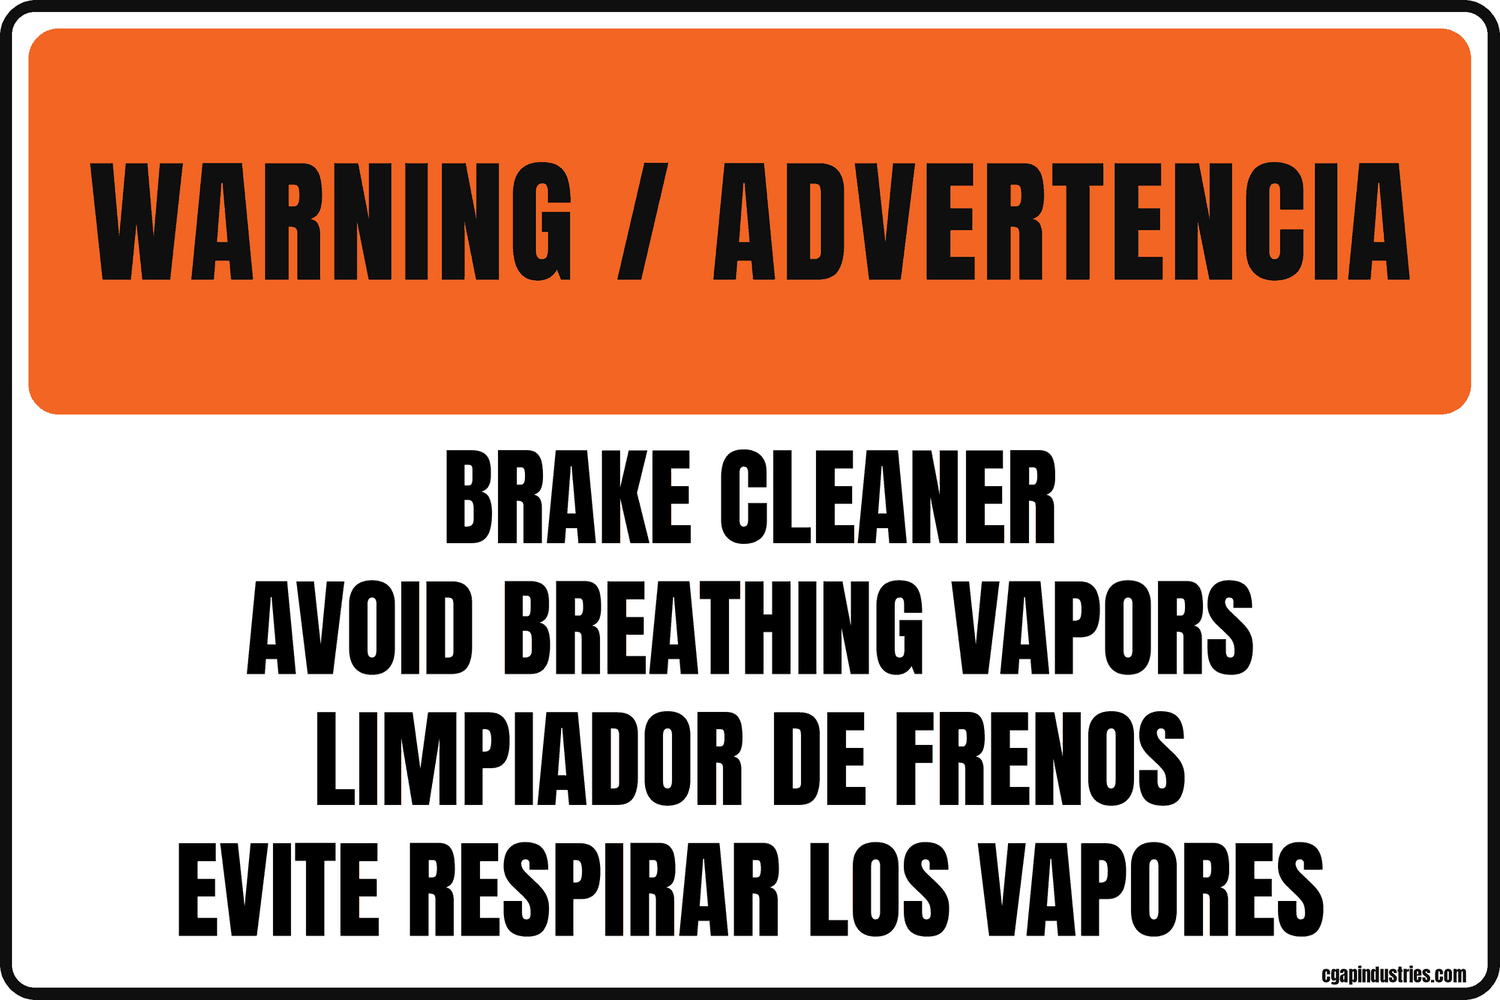 WARNING / ADVERTENCIA
BRAKE CLEANER
AVOID BREATHING VAPORS
LIMPIADOR DE FRENOS
EVITE RESPIRAR LOS VAPORES
cgapindustries.com